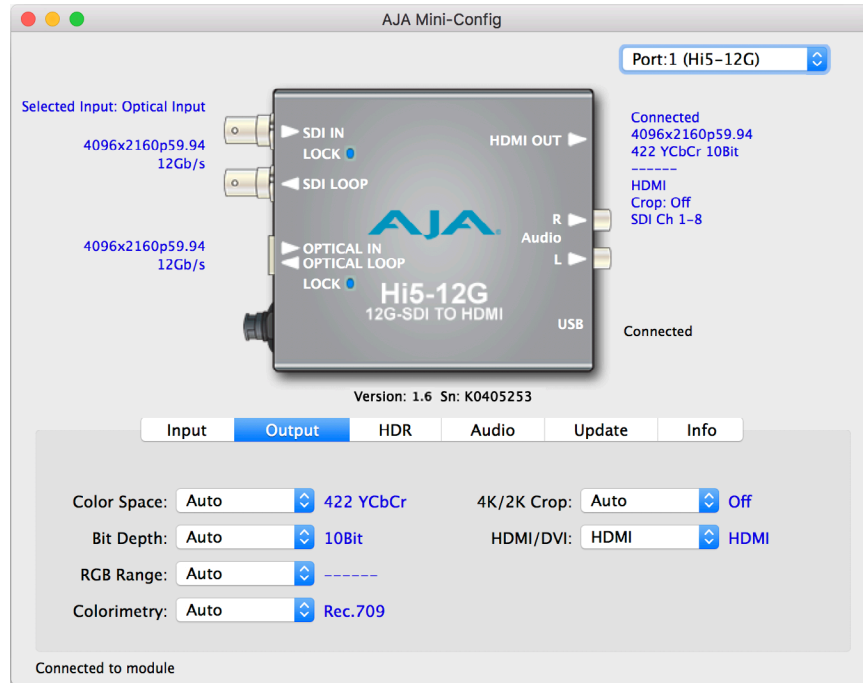 AJA Mini-Config
Port:1 (Hi5-12G)
Selected Input: Optical Input
4096x2160p59.94
12Gb/s
4096x2160p59.94
12Gb/s
SDI IN
LOCK
SDI LOOP
OPTICAL IN
OPTICAL LOOP
LOCK
HDMI OUT
AJA
R
Audio
L
Hi5-12G
12G-SDI TO HDMI
USB
Connected
4096x2160p59.94
422 YCbCr 10Bit
------
HDMI
Crop: Off
SDI Ch 1-8
Connected
Version: 1.6 Sn: K0405253
Input Output HDR Audio Update Info
Color Space: Auto 422 YCbCr 4K/2K Crop: Auto Off
Bit Depth: Auto 10Bit HDMI/DVI: HDMI HDMI
RGB Range: Auto ------
Colorimetry: Auto Rec.709
Connected to module